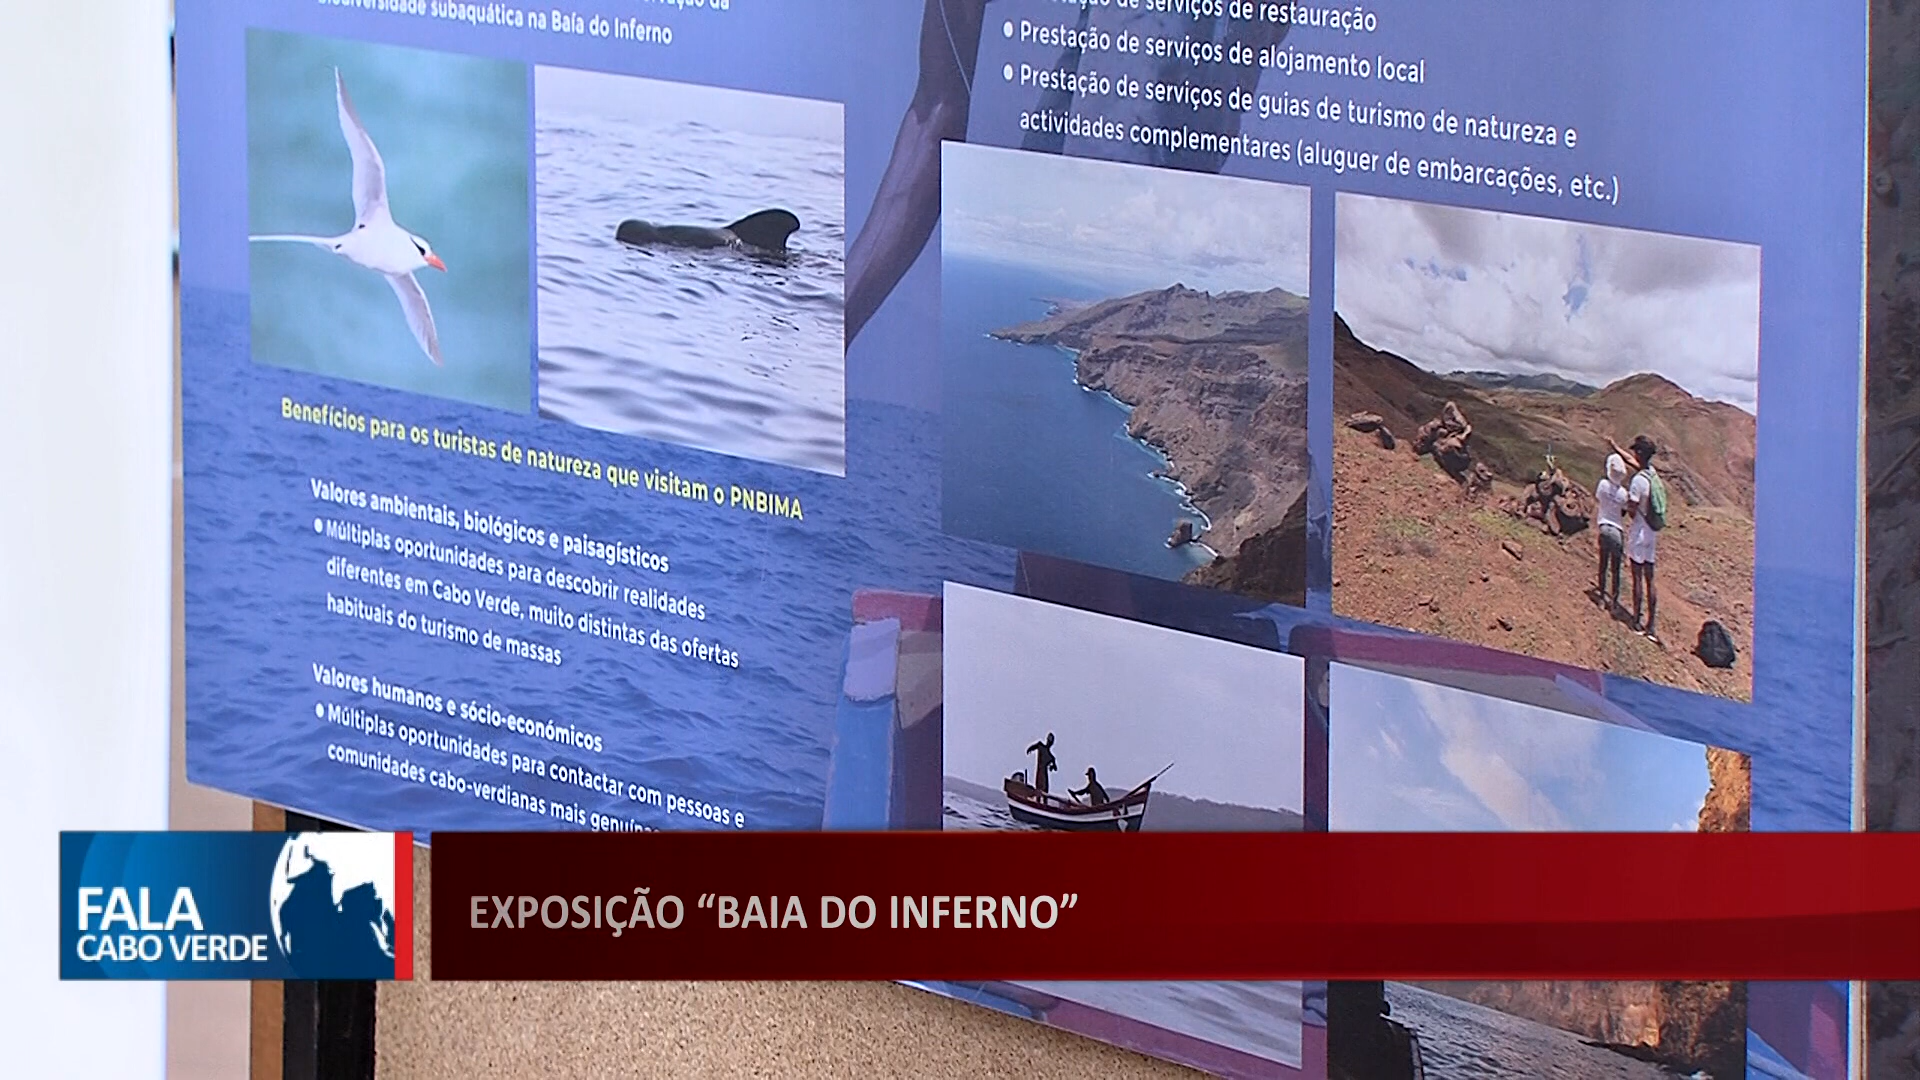 Biodiversidade subaquática na Baía do Inferno
Benefícios para os turistas de natureza que visitam o PNBIMA
Valores ambientais, biológicos e paisagísticos
• Múltiplas oportunidades para descobrir realidades
diferentes em Cabo Verde, muito distintas das ofertas
habituais do turismo de massas
Valores humanos e sócio-económicos
• Múltiplas oportunidades para contactar com pessoas e
comunidades cabo-verdianas mais
de serviços de restauração
• Prestação de serviços de alojamento local
• Prestação de serviços de guias de turismo de natureza e
actividades complementares (aluguer de embarcações, etc.)
FALA
CABO VERDE
EXPOSIÇÃO “BAIA DO INFERNO”